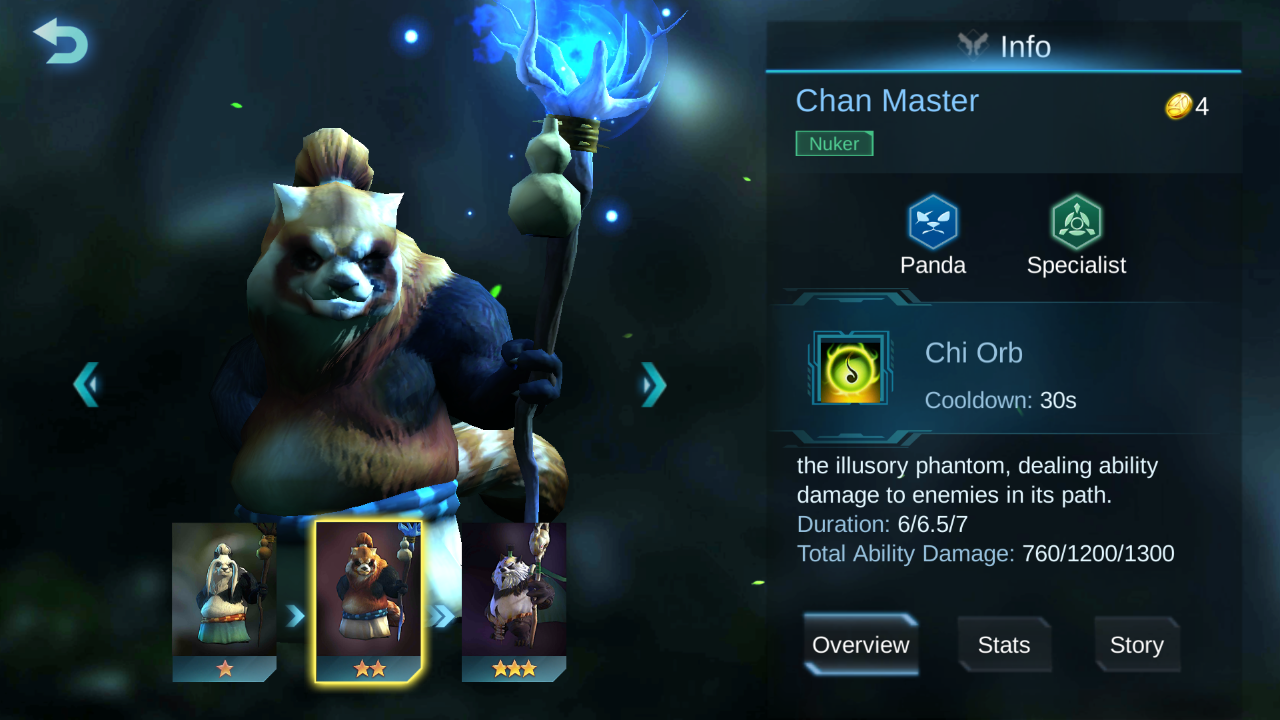 Info
Chan Master
4
Nuker
Panda
Specialist
Chi Orb
Cooldown: 30s
the illusory phantom, dealing ability
damage to enemies in its path.
Duration: 6/6.5/7
Total Ability Damage: 760/1200/1300
Overview
Stats
Story